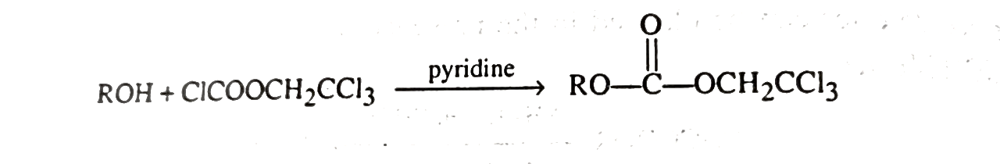 O
pyridine
ROH + ClCOOCH₂CCl₃ ⟶ RO—C—OCH₂CCl₃